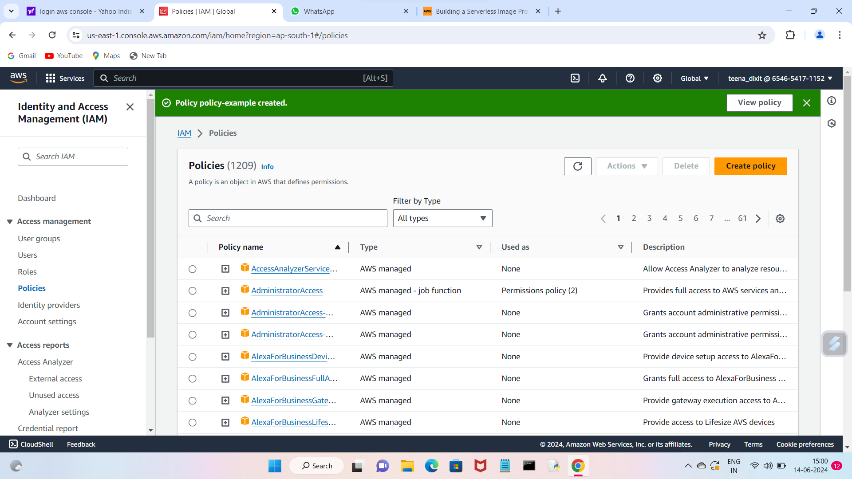 login aws console - Yahoo Indi
Policies | IAM | Global
WhatsApp
Building a Serverless Image Pro
us-east-1.console.aws.amazon.com/iam/home?region=ap-south-1#/policies
Gmail
YouTube
Maps
New Tab
aws
Services
Search
[Alt+S]
Global
teena_dixit @ 6546-5417-1152
Identity and Access
Management (IAM)
Search IAM
Dashboard
Access management
User groups
Users
Roles
Policies
Identity providers
Account settings
Access reports
Access Analyzer
External access
Unused access
Analyzer settings
Credential report
Policy policy-example created.
View policy
IAM
Policies
Policies (1209) Info
A policy is an object in AWS that defines permissions.
Actions
Delete
Create policy
Filter by Type
Search
All types
1 2 3 4 5 6 7 ... 61
Policy name Type Used as Description
AccessAnalyzerService... AWS managed None Allow Access Analyzer to analyze resou...
AdministratorAccess AWS managed - job function Permissions policy (2) Provides full access to AWS services an...
AdministratorAccess-... AWS managed None Grants account administrative permissi...
AdministratorAccess-... AWS managed None Grants account administrative permissi...
AlexaForBusinessDevi... AWS managed None Provide device setup access to AlexaFo...
AlexaForBusinessFullA... AWS managed None Grants full access to AlexaForBusiness ...
AlexaForBusinessGate... AWS managed None Provide gateway execution access to A...
AlexaForBusinessLifes... AWS managed None Provide access to Lifesize AVS devices
CloudShell
Feedback
© 2024, Amazon Web Services, Inc. or its affiliates.
Privacy
Terms
Cookie preferences
Search
ENG
IN
15:00
14-06-2024
12